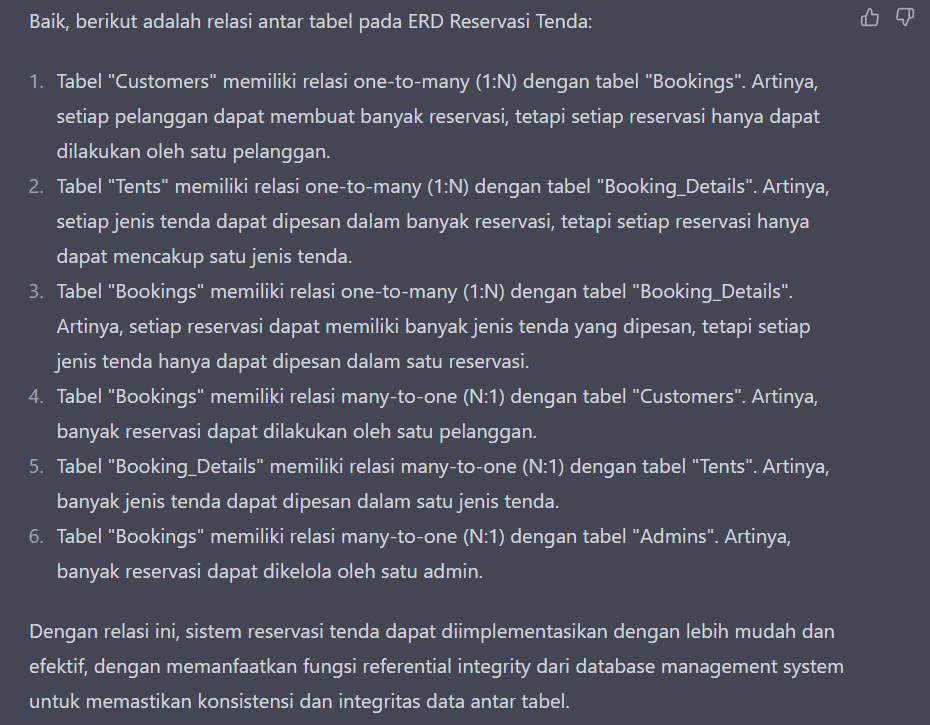 Baik, berikut adalah relasi antar tabel pada ERD Reservasi Tenda:
1. Tabel "Customers" memiliki relasi one-to-many (1:N) dengan tabel "Bookings". Artinya,
setiap pelanggan dapat membuat banyak reservasi, tetapi setiap reservasi hanya dapat
dilakukan oleh satu pelanggan.
2. Tabel "Tents" memiliki relasi one-to-many (1:N) dengan tabel "Booking_Details". Artinya,
setiap jenis tenda dapat dipesan dalam banyak reservasi, tetapi setiap reservasi hanya
dapat mencakup satu jenis tenda.
3. Tabel "Bookings" memiliki relasi one-to-many (1:N) dengan tabel "Booking_Details".
Artinya, setiap reservasi dapat memiliki banyak jenis tenda yang dipesan, tetapi setiap
jenis tenda hanya dapat dipesan dalam satu reservasi.
4. Tabel "Bookings" memiliki relasi many-to-one (N:1) dengan tabel "Customers". Artinya,
banyak reservasi dapat dilakukan oleh satu pelanggan.
5. Tabel "Booking_Details" memiliki relasi many-to-one (N:1) dengan tabel "Tents". Artinya,
banyak jenis tenda dapat dipesan dalam satu jenis tenda.
6. Tabel "Bookings" memiliki relasi many-to-one (N:1) dengan tabel "Admins". Artinya,
banyak reservasi dapat dikelola oleh satu admin.
Dengan relasi ini, sistem reservasi tenda dapat diimplementasikan dengan lebih mudah dan
efektif, dengan memanfaatkan fungsi referential integrity dari database management system
untuk memastikan konsistensi dan integritas data antar tabel.